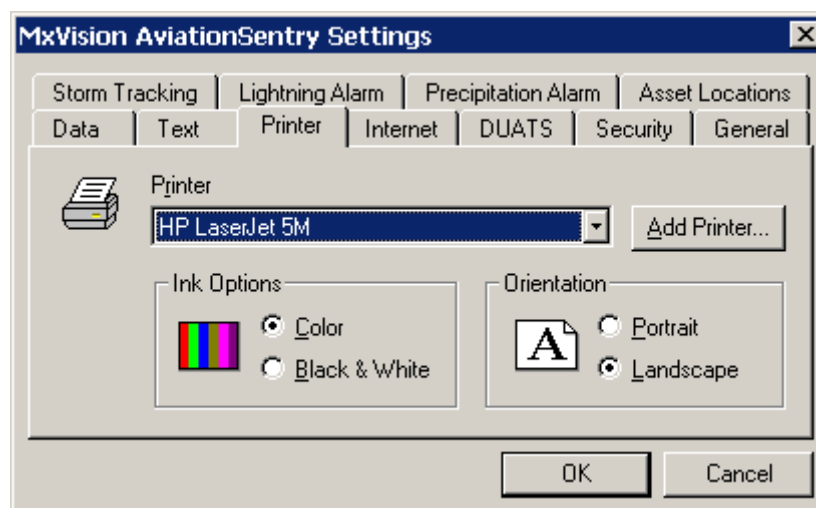 MxVision AviationSentry Settings
Storm Tracking Lightning Alarm Precipitation Alarm Asset Locations
Data Text Printer Internet DUATS Security General
Printer
HP LaserJet 5M Add Printer...
Ink Options Orientation
Color Portrait
A
Black & White Landscape
OK Cancel